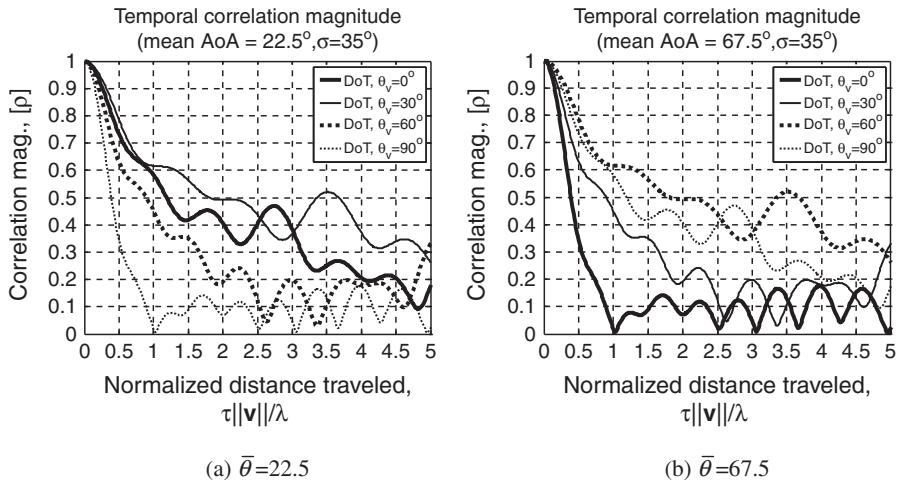 Temporal correlation magnitude
(mean AoA = 22.5°,σ=35°)
Correlation mag., [ρ]
1
0.9
0.8
0.7
0.6
0.5
0.4
0.3
0.2
0.1
0
DoT, θv=0°
DoT, θv=30°
DoT, θv=60°
DoT, θv=90°
0 0.5 1 1.5 2 2.5 3 3.5 4 4.5 5
Normalized distance traveled,
τ||v||/λ
(a) θ̅=22.5
Temporal correlation magnitude
(mean AoA = 67.5°,σ=35°)
Correlation mag., [ρ]
1
0.9
0.8
0.7
0.6
0.5
0.4
0.3
0.2
0.1
0
DoT, θv=0°
DoT, θv=30°
DoT, θv=60°
DoT, θv=90°
0 0.5 1 1.5 2 2.5 3 3.5 4 4.5 5
Normalized distance traveled,
τ||v||/λ
(b) θ̅=67.5